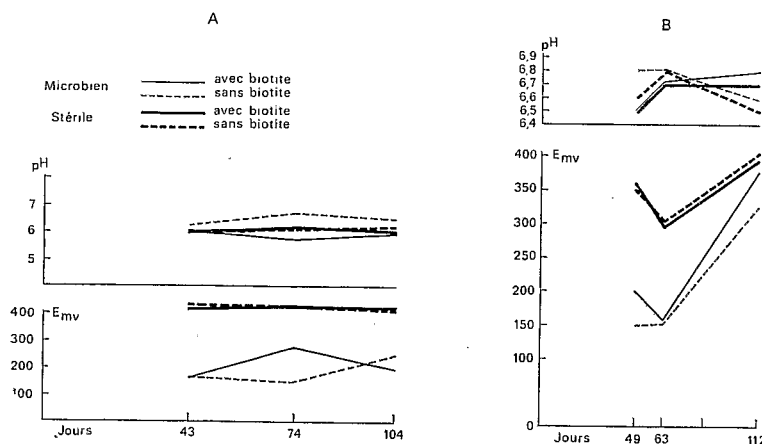 A
B
Microbien
avec biotite
sans biotite
Stérile
avec biotite
sans biotite
pH
7
6
5
400
300
200
100
Emv
Jours
43
74
104
pH
6,9
6,8
6,7
6,6
6,5
6,4
400
350
300
250
200
150
100
0
Emv
Jours
49
63
112